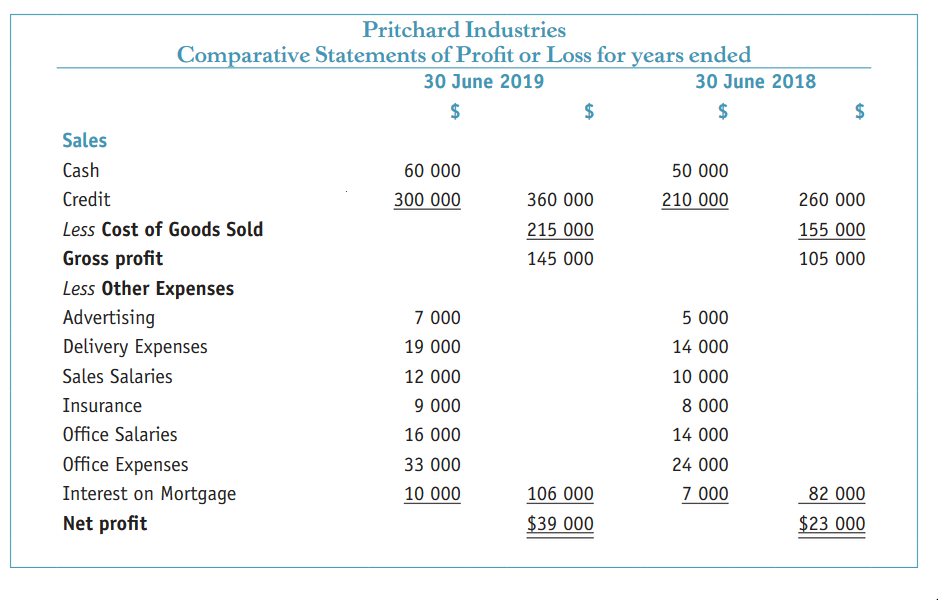 Pritchard Industries
Comparative Statements of Profit or Loss for years ended
30 June 2019 30 June 2018
$ $ $ $
Sales
Cash 60 000 50 000
Credit 300 000 360 000 210 000 260 000
Less Cost of Goods Sold 215 000 155 000
Gross profit 145 000 105 000
Less Other Expenses
Advertising 7 000 5 000
Delivery Expenses 19 000 14 000
Sales Salaries 12 000 10 000
Insurance 9 000 8 000
Office Salaries 16 000 14 000
Office Expenses 33 000 24 000
Interest on Mortgage 10 000 106 000 7 000 82 000
Net profit $39 000 $23 000